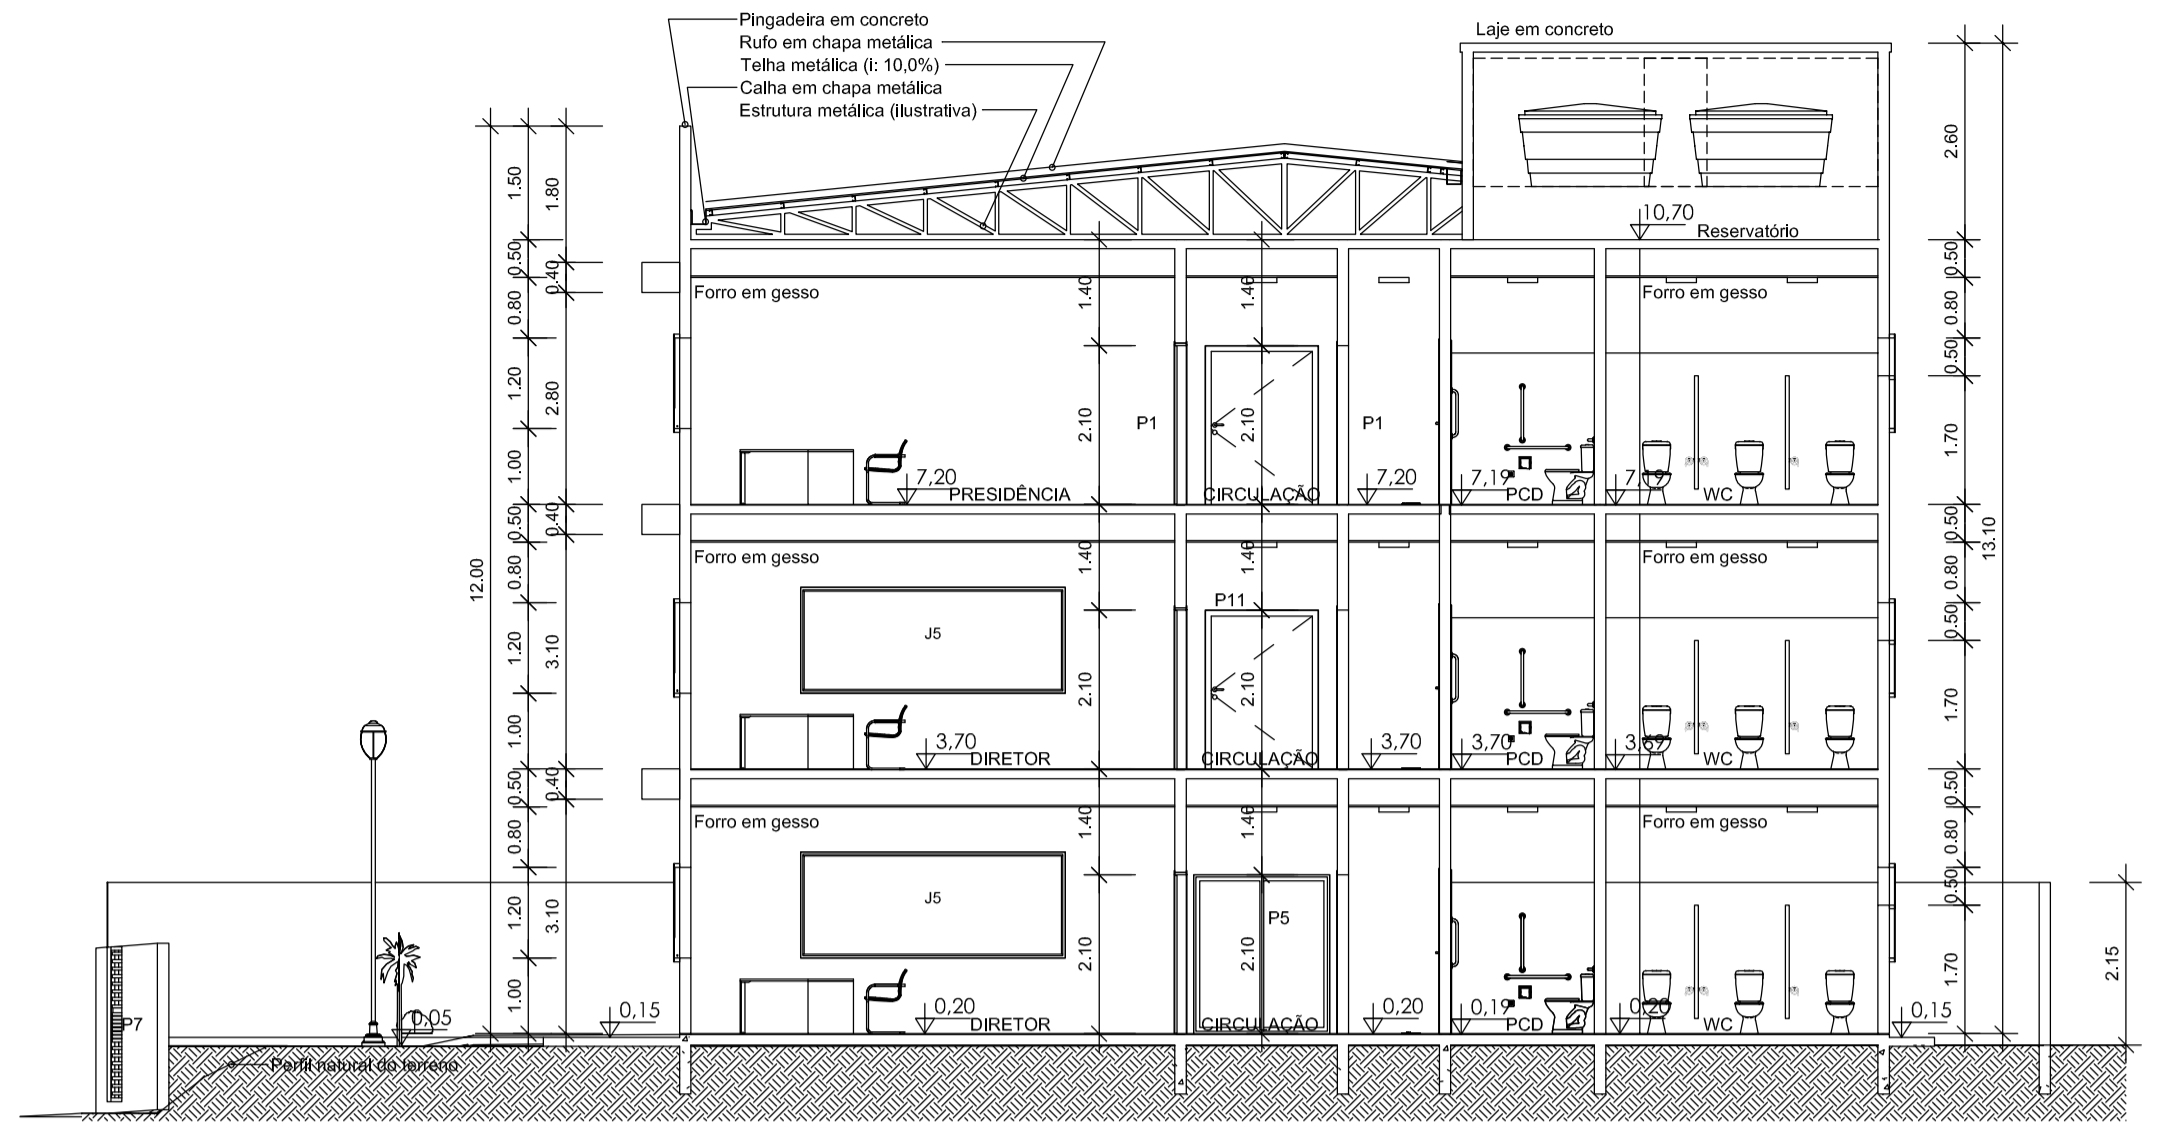 Pingadeira em concreto
Rufo em chapa metálica
Telha metálica (i: 10,0%)
Calha em chapa metálica
Estrutura metálica (ilustrativa)
Laje em concreto
2.60
1.50
1.80
10,70
Reservatório
0.50
0.40
0.50
Forro em gesso
1.40
1.40
Forro em gesso
0.80
0.80
0.50
1.20
2.80
2.10
P1
2.10
P1
1.70
1.00
7,20
PRESIDÊNCIA
CIRCULAÇÃO
7,20
7,19
PCD
7,19
WC
0.50
0.40
0.50
13.10
12.00
Forro em gesso
1.40
1.40
Forro em gesso
0.80
0.80
P11
0.50
1.20
3.10
J5
2.10
2.10
1.70
1.00
3,70
DIRETOR
CIRCULAÇÃO
3,70
3,70
PCD
3,69
WC
0.50
0.40
0.50
Forro em gesso
1.40
1.40
Forro em gesso
0.80
0.80
0.50
1.20
3.10
J5
P5
2.10
2.10
1.70
2.15
1.00
P7
0,05
0,15
0,20
DIRETOR
CIRCULAÇÃO
0,20
0,19
PCD
0,20
WC
0,15
Perfil natural do terreno